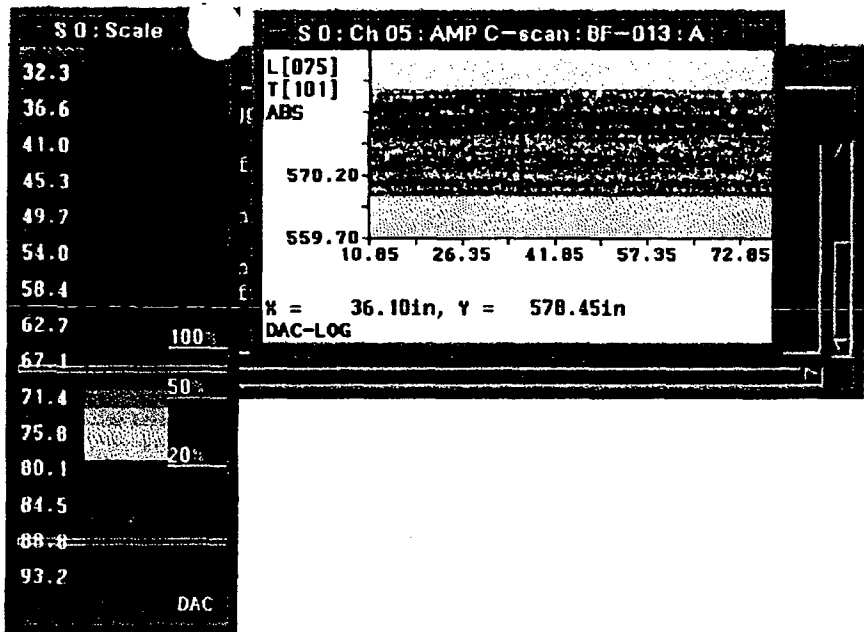 S 0 : Scale
32.3
36.6
41.0
45.3
49.7
54.0
58.4
62.7
67.1
71.4
75.8
80.1
84.5
88.8
93.2
100%
50%
20%
DAC
S 0 : Ch 05 : AMP C-scan : BF-013 : A
L[075]
T[101]
ABS
570.20
559.70
10.85 26.35 41.85 57.35 72.85
X = 36.10in, Y = 578.45in
DAC-LOG